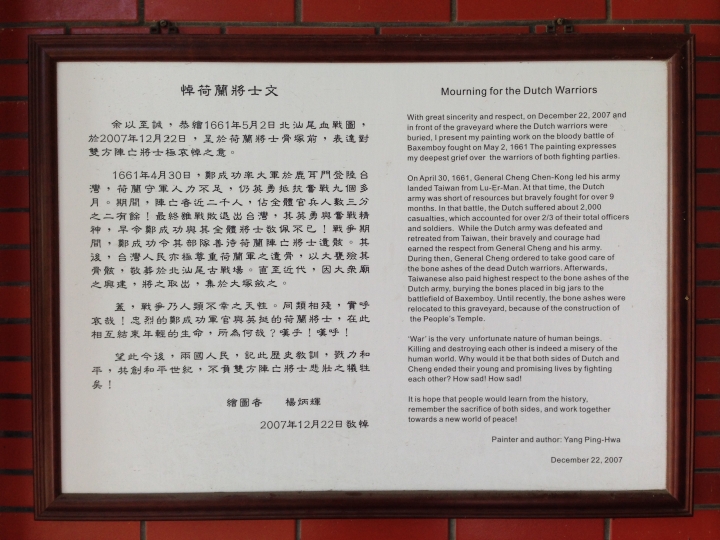 悼荷蘭將士文
余以至誠，恭繪1661年5月2日北汕尾血戰圖，
於2007年12月22日，呈於荷蘭將士骨塚前，表達對
雙方陣亡將士極哀悼之意。
1661年4月30日，鄭成功率大軍於鹿耳門登陸台
灣，荷蘭守軍人力不足，仍英勇抵抗奮戰九個多
月。期間，陣亡者近二千人，佔全體官兵人數三分
之二有餘！最終雖戰敗退出台灣，其英勇與奮戰精
神，早令鄭成功與其全體將士敬佩不已！戰爭期
間，鄭成功令其部隊善待荷蘭陣亡將士遺骸。其
後，台灣人民亦極尊重荷蘭軍之遺骨，以大甕殮其
骨骸，敬葬於北汕尾古戰場。直至近代，因大眾廟
之興建，將之取出，集於大塚斂之。
蓋，戰爭乃人類不幸之天性。同類相殘，實呼
哀哉！忠烈的鄭成功軍官與英挺的荷蘭將士，在此
相互結束年輕的生命，所為何哉？嘆乎！嘆呼！
望此今後，兩國人民，記此歷史教訓，戮力和
平，共創和平世紀，不負雙方陣亡將士悲壯之犧牲
矣！
繪圖者 楊炳輝
2007年12月22日敬悼
Mourning for the Dutch Warriors
With great sincerity and respect, on December 22, 2007 and
in front of the graveyard where the Dutch warriors were
buried, I present my painting work on the bloody battle of
Baxemboy fought on May 2, 1661 The painting expresses
my deepest grief over the warriors of both fighting parties.
On April 30, 1661, General Cheng Chen-Kong led his army
landed Taiwan from Lu-Er-Man. At that time, the Dutch
army was short of resources but bravely fought for over 9
months. In that battle, the Dutch suffered about 2,000
casualties, which accounted for over 2/3 of their total officers
and soldiers. While the Dutch army was defeated and
retreated from Taiwan, their bravely and courage had
earned the respect from General Cheng and his army.
During then, General Cheng ordered to take good care of
the bone ashes of the dead Dutch warriors. Afterwards,
Taiwanese also paid highest respect to the bone ashes of the
Dutch army, burying the bones placed in big jars to the
battlefield of Baxemboy. Until recently, the bone ashes were
relocated to this graveyard, because of the construction of
the People's Temple.
'War' is the very unfortunate nature of human beings.
Killing and destroying each other is indeed a misery of the
human world. Why would it be that both sides of Dutch and
Cheng ended their young and promising lives by fighting
each other? How sad! How sad!
It is hope that people would learn from the history,
remember the sacrifice of both sides, and work together
towards a new world of peace!
Painter and author: Yang Ping-Hwa
December 22, 2007